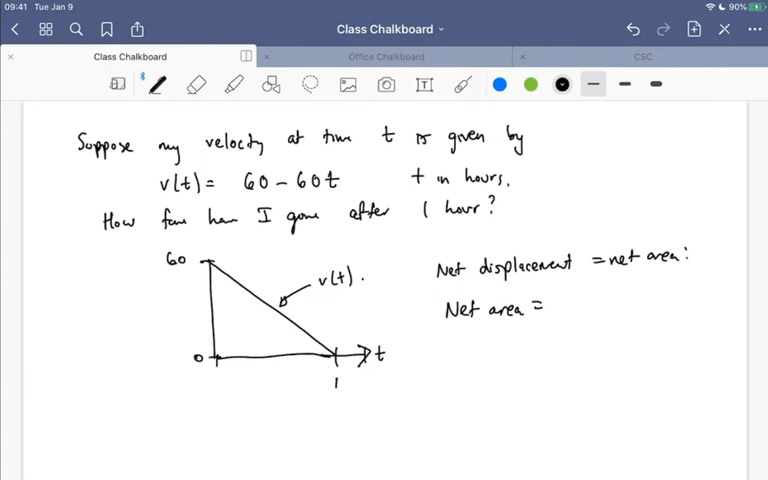 09:41 Tue Jan 9
90%
Class Chalkboard
Class Chalkboard
Office Chalkboard
CSC
Suppose my velocity at time t is given by
v(t) = 60 - 60t t in hours.
How far have I gone after 1 hour?
60
v(t).
0
t
1
Net displacement = net area:
Net area =